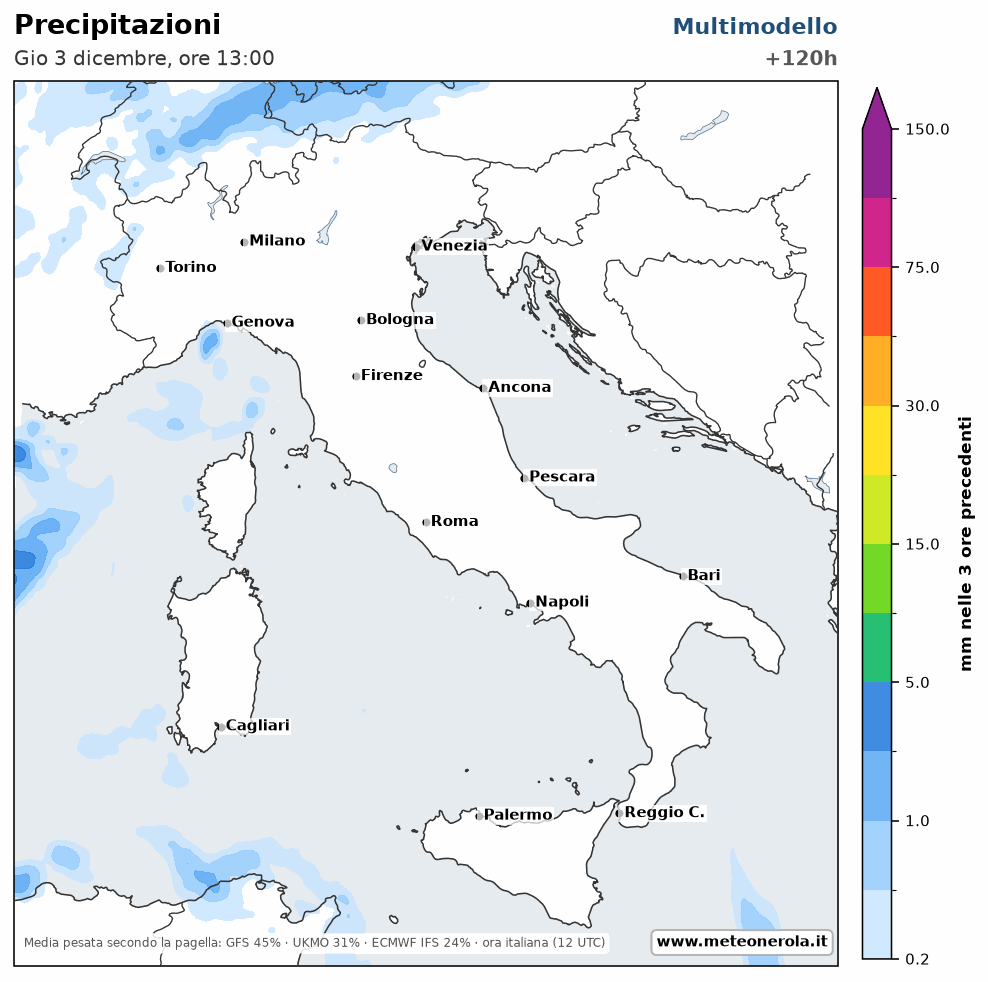 Precipitazioni
Multimodello
Gio 3 dicembre, ore 13:00
+120h
150.0
75.0
30.0
15.0
5.0
1.0
0.2
mm nelle 3 ore precedenti
Milano
Venezia
Torino
Genova
Bologna
Firenze
Ancona
Pescara
Roma
Bari
Napoli
Cagliari
Palermo
Reggio C.
Media pesata secondo la pagella: GFS 45% · UKMO 31% · ECMWF IFS 24% · ora italiana (12 UTC)
www.meteonerola.it